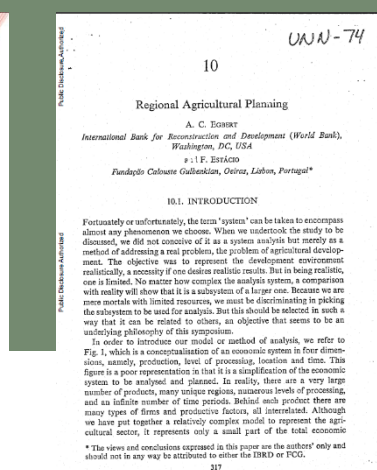 Public Disclosure Authorized
UNN-74
10
Regional Agricultural Planning
A. C. EGBERT
International Bank for Reconstruction and Development (World Bank),
Washington, DC, USA
F. ESTÁCIO
Fundação Calouste Gulbenkian, Oeiras, Lisbon, Portugal*
10.1. INTRODUCTION
Public Disclosure Authorized
Fortunately or unfortunately, the term 'system' can be taken to encompass
almost any phenomenon we choose. When we undertook the study to be
discussed, we did not conceive of it as a system analysis but merely as a
method of addressing a real problem, the problem of agricultural develop-
ment. The objective was to represent the development environment
realistically, a necessity if one desires realistic results. But in being realistic,
one is limited. No matter how complex the analysis system, a comparison
with reality will show that it is a subsystem of a larger one. Because we are
mere mortals with limited resources, we must be discriminating in picking
the subsystem to be used for analysis. But this should be selected in such a
way that it can be related to others, an objective that seems to be an
underlying philosophy of this symposium.
In order to introduce our model or method of analysis, we refer to
Fig. 1, which is a conceptualisation of an economic system in four dimen-
sions, namely, production, level of processing, location and time. This
figure is a poor representation in that it is a simplification of the economic
system to be analysed and planned. In reality, there are a very large
number of products, many unique regions, numerous levels of processing,
and an infinite number of time periods. Behind each product there are
many types of firms and productive factors, all interrelated. Although
we have put together a relatively complex model to represent the agri-
cultural sector, it represents only a small part of the total economic
* The views and conclusions expressed in this paper are the authors' only and
should not in any way be attributed to either the IBRD or FCG.
317